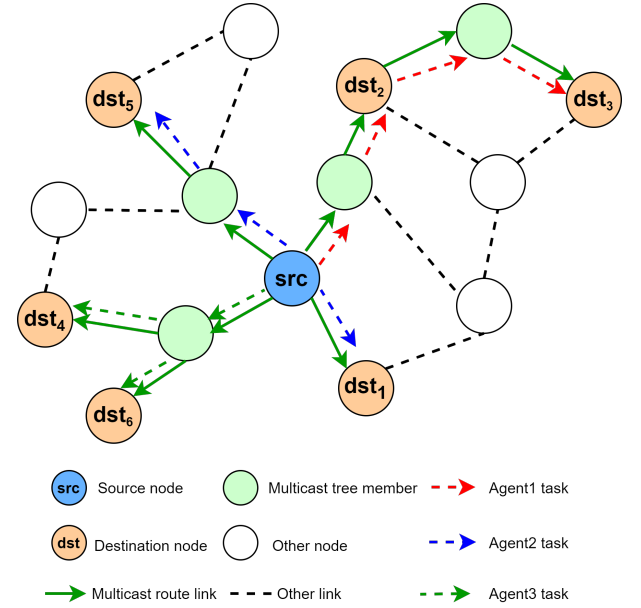 dst5
dst2
dst3
src
dst4
dst1
dst6
src Source node
Multicast tree member
Agent1 task
dst Destination node
Other node
Agent2 task
Multicast route link
Other link
Agent3 task